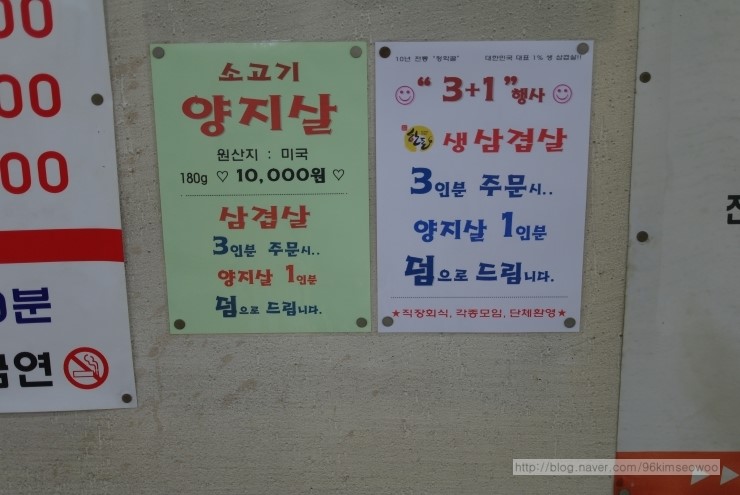 00
00
00
분
금연
소고기
양지살
원산지 : 미국
180g ♡ 10,000원 ♡
삼겹살
3인분 주문시..
양지살 1인분
덤으로 드립니다.
대한민국 대표 1% 생 삼겹살!!
“3+1”행사
한돈 생삼겹살
3인분 주문시..
양지살 1인분
덤으로 드립니다.
★직장회식, 각종모임, 단체환영★
http://blog.naver.com/96kimseowoo